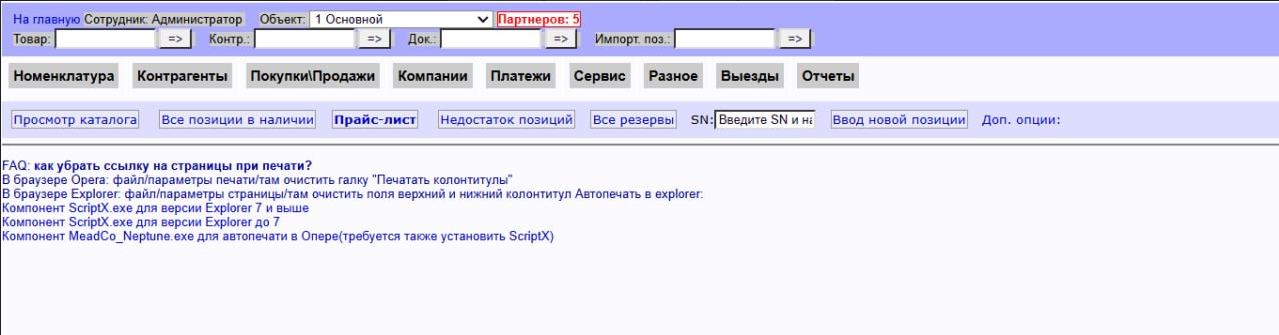 На главную Сотрудник: Администратор Объект: 1 Основной Партнеров: 5
Товар: => Контр.: => Док.: => Импорт. поз.: =>
Номенклатура Контрагенты Покупки\Продажи Компании Платежи Сервис Разное Выезды Отчеты
Просмотр каталога Все позиции в наличии Прайс-лист Недостаток позиций Все резервы SN: Введите SN и на Ввод новой позиции Доп. опции:
FAQ: как убрать ссылку на страницы при печати?
В браузере Opera: файл/параметры печати/там очистить галку "Печатать колонтитулы"
В браузере Explorer: файл/параметры страницы/там очистить поля верхний и нижний колонтитул Автопечать в explorer:
Компонент ScriptX.exe для версии Explorer 7 и выше
Компонент ScriptX.exe для версии Explorer до 7
Компонент MeadCo_Neptune.exe для автопечати в Опере(требуется также установить ScriptX)